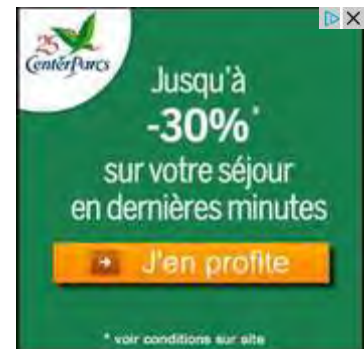 25
CenterParcs
Jusqu'à
-30%*
sur votre séjour
en dernières minutes
J'en profite
* voir conditions sur site